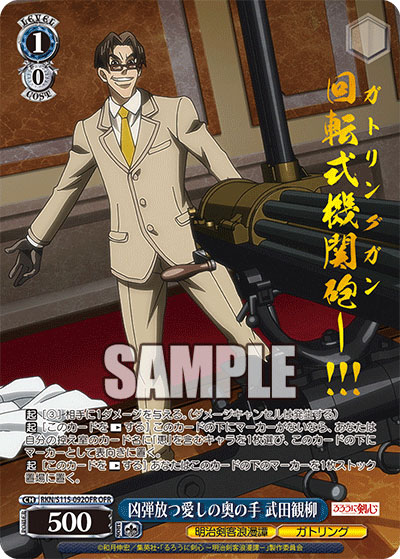 LEVEL
1
0
COST
回転式機関砲ー!!!
ガトリングガン
SAMPLE
起 [③] 相手に1ダメージを与える。（ダメージキャンセルは発生する）
起 [このカードを する] このカードの下にマーカーがないなら、あなたは
自分の控え室のカード名に「恵」を含むキャラを1枚選び、このカードの下に
マーカーとして表向きに置く。
起 [このカードを する] あなたはこのカードの下のマーカーを1枚ストック
置場に置く。
CH RKN/S115-092OFR OFR
POWER
500
凶弾放つ愛しの奥の手 武田観柳
るろうに剣心
明治剣客浪漫譚
ガトリング
©和月伸宏／集英社・「るろうに剣心 －明治剣客浪漫譚－」製作委員会